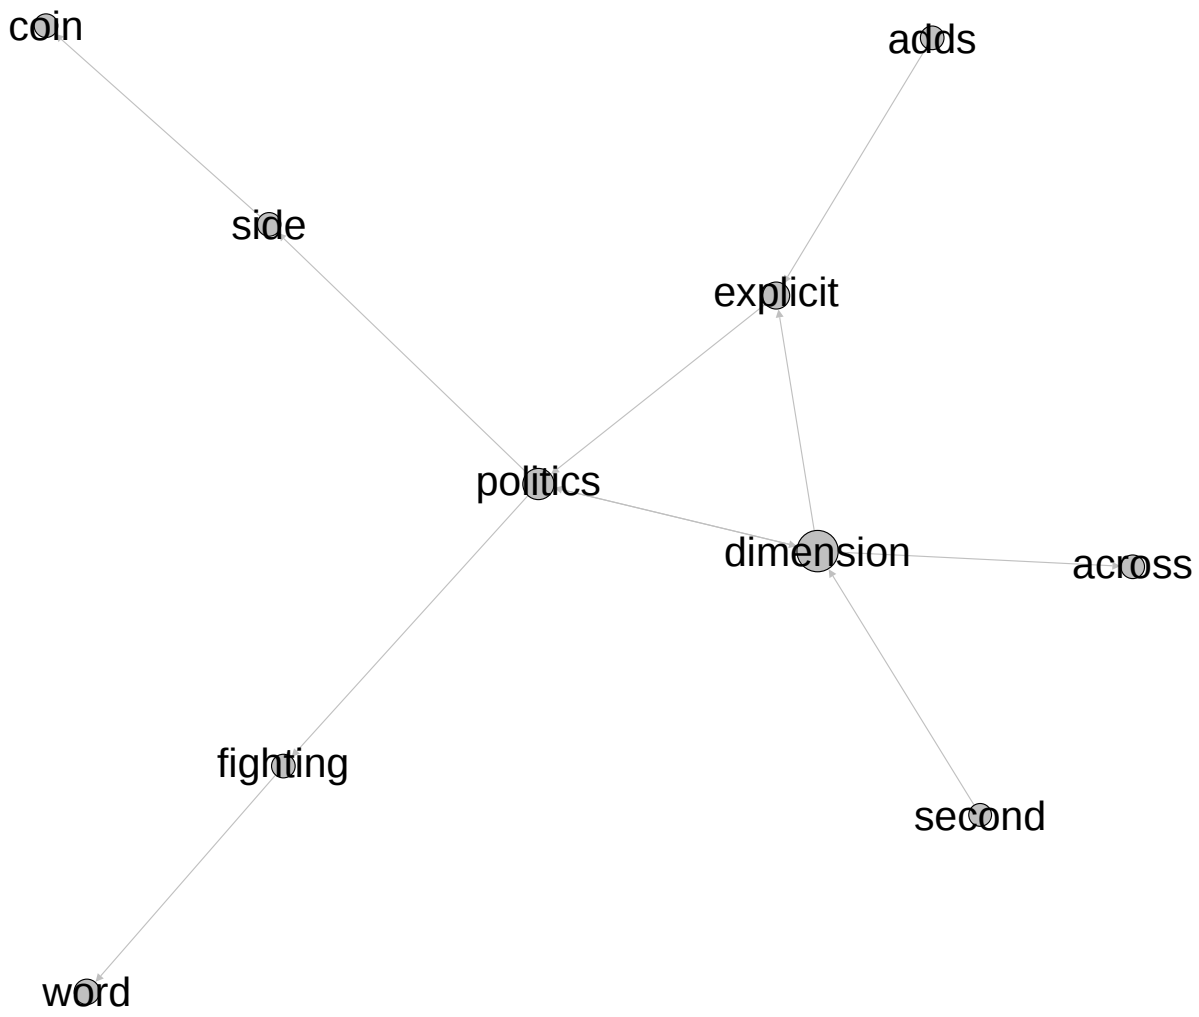 coin
adds
side
explicit
politics
dimension
across
fighting
second
word